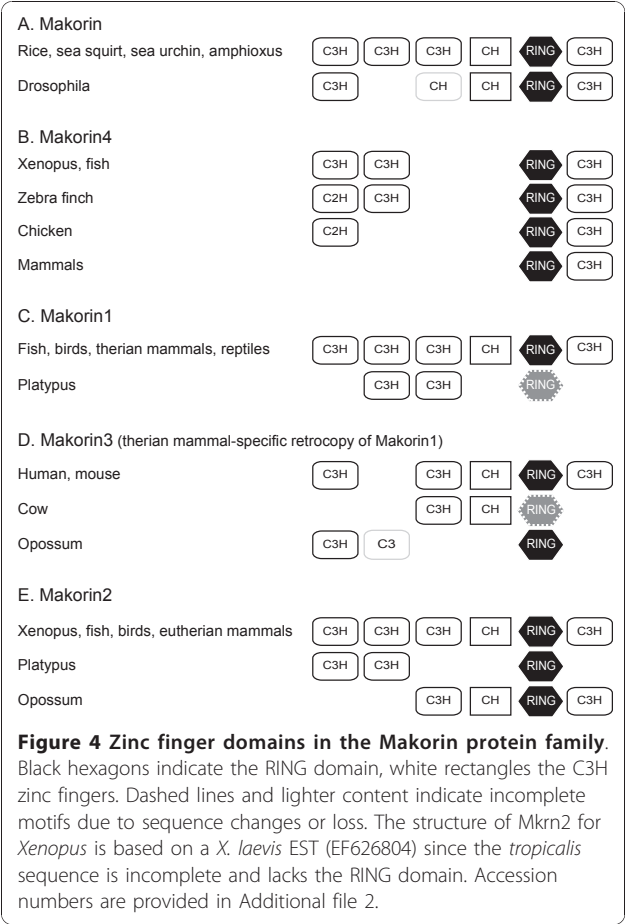 A. Makorin
Rice, sea squirt, sea urchin, amphioxus C3H C3H C3H CH RING C3H
Drosophila C3H CH CH RING C3H
B. Makorin4
Xenopus, fish C3H C3H RING C3H
Zebra finch C2H C3H RING C3H
Chicken C2H RING C3H
Mammals RING C3H
C. Makorin1
Fish, birds, therian mammals, reptiles C3H C3H C3H CH RING C3H
Platypus C3H C3H RING
D. Makorin3 (therian mammal-specific retrocopy of Makorin1)
Human, mouse C3H C3H CH RING C3H
Cow C3H CH RING
Opossum C3H C3 RING
E. Makorin2
Xenopus, fish, birds, eutherian mammals C3H C3H C3H CH RING C3H
Platypus C3H C3H RING
Opossum C3H CH RING C3H
Figure 4 Zinc finger domains in the Makorin protein family.
Black hexagons indicate the RING domain, white rectangles the C3H
zinc fingers. Dashed lines and lighter content indicate incomplete
motifs due to sequence changes or loss. The structure of Mkrn2 for
Xenopus is based on a X. laevis EST (EF626804) since the tropicalis
sequence is incomplete and lacks the RING domain. Accession
numbers are provided in Additional file 2.